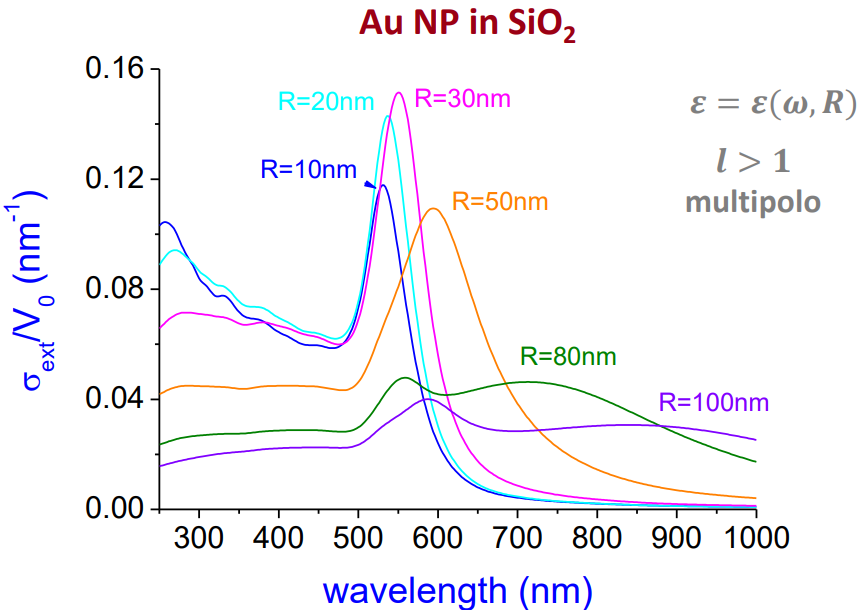 Au NP in SiO₂
0.16
R=20nm
R=30nm
ε = ε(ω, R)
l > 1
multipolo
0.12
R=10nm
R=50nm
σext/V₀ (nm⁻¹)
0.08
R=80nm
0.04
R=100nm
0.00
300 400 500 600 700 800 900 1000
wavelength (nm)